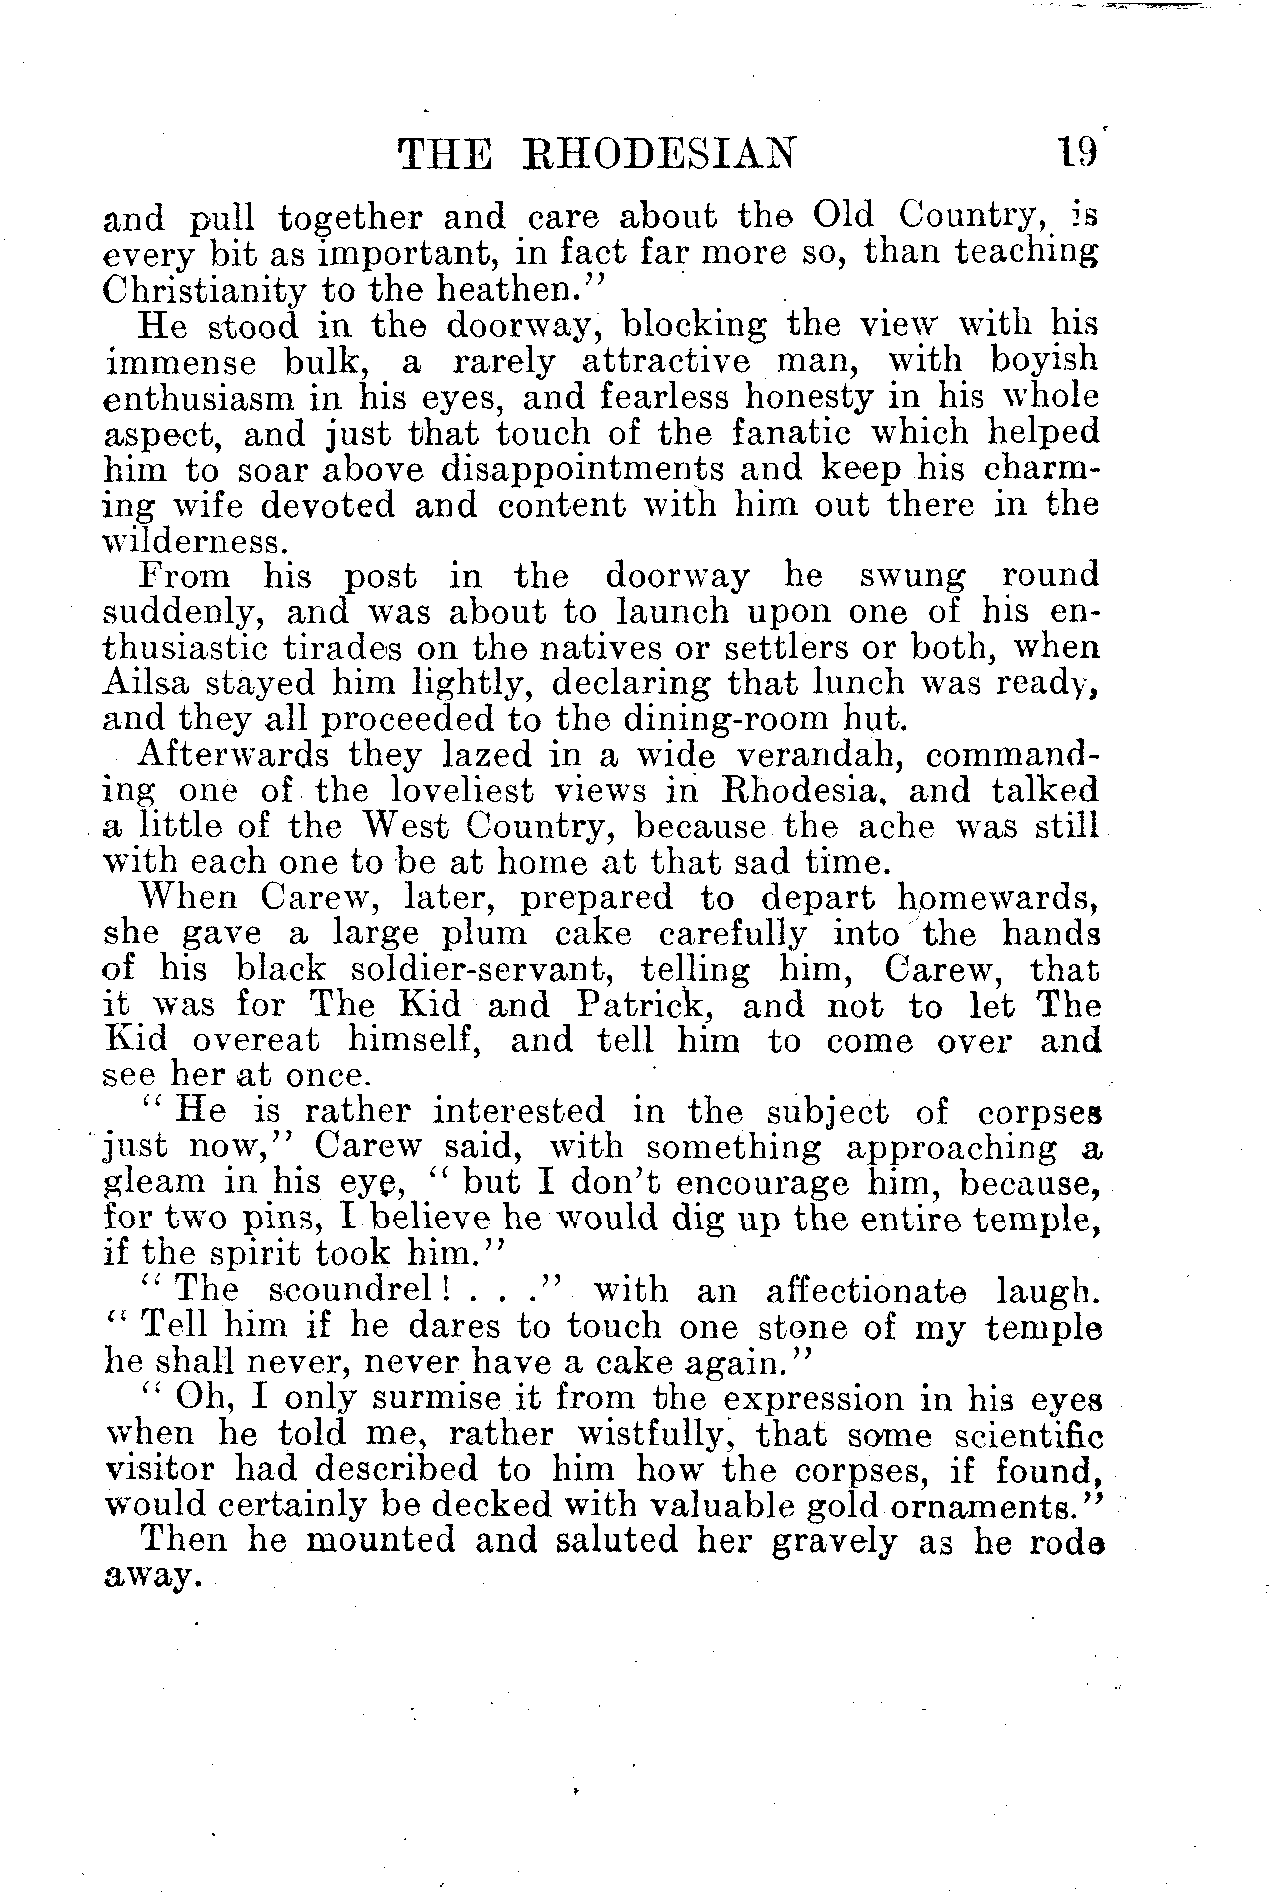 THE RHODESIAN 19
and pull together and care about the Old Country, is
every bit as important, in fact far more so, than teaching
Christianity to the heathen."
He stood in the doorway, blocking the view with his
immense bulk, a rarely attractive man, with boyish
enthusiasm in his eyes, and fearless honesty in his whole
aspect, and just that touch of the fanatic which helped
him to soar above disappointments and keep his charm-
ing wife devoted and content with him out there in the
wilderness.
From his post in the doorway he swung round
suddenly, and was about to launch upon one of his en-
thusiastic tirades on the natives or settlers or both, when
Ailsa stayed him lightly, declaring that lunch was ready,
and they all proceeded to the dining-room hut.
Afterwards they lazed in a wide verandah, command-
ing one of the loveliest views in Rhodesia, and talked
a little of the West Country, because the ache was still
with each one to be at home at that sad time.
When Carew, later, prepared to depart homewards,
she gave a large plum cake carefully into the hands
of his black soldier-servant, telling him, Carew, that
it was for The Kid and Patrick, and not to let The
Kid overeat himself, and tell him to come over and
see her at once.
"He is rather interested in the subject of corpses
just now," Carew said, with something approaching a
gleam in his eye, "but I don't encourage him, because,
for two pins, I believe he would dig up the entire temple,
if the spirit took him."
"The scoundrel! . . ." with an affectionate laugh.
"Tell him if he dares to touch one stone of my temple
he shall never, never have a cake again."
"Oh, I only surmise it from the expression in his eyes
when he told me, rather wistfully, that some scientific
visitor had described to him how the corpses, if found,
would certainly be decked with valuable gold ornaments."
Then he mounted and saluted her gravely as he rode
away.